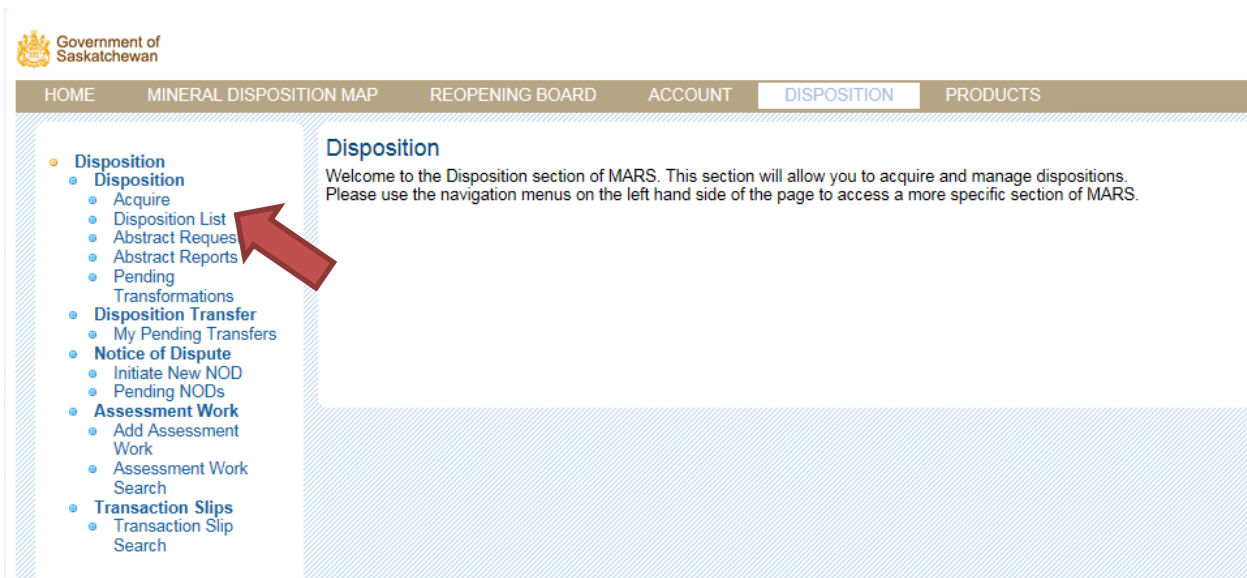 Government of
Saskatchewan
HOME MINERAL DISPOSITION MAP REOPENING BOARD ACCOUNT DISPOSITION PRODUCTS
Disposition
Disposition
Acquire
Disposition List
Abstract Request
Abstract Reports
Pending
Transformations
Disposition Transfer
My Pending Transfers
Notice of Dispute
Initiate New NOD
Pending NODs
Assessment Work
Add Assessment
Work
Assessment Work
Search
Transaction Slips
Transaction Slip
Search
Disposition
Welcome to the Disposition section of MARS. This section will allow you to acquire and manage dispositions.
Please use the navigation menus on the left hand side of the page to access a more specific section of MARS.